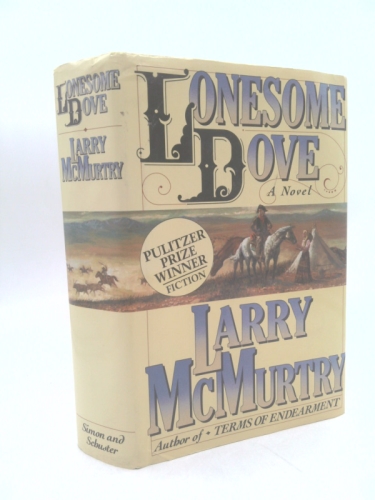 LONESOME
DOVE
LARRY
McMURTRY
Simon and
Schuster
LONESOME
DOVE
A Novel
PULITZER
PRIZE
WINNER
FICTION
LARRY
McMURTRY
Author of • TERMS OF ENDEARMENT